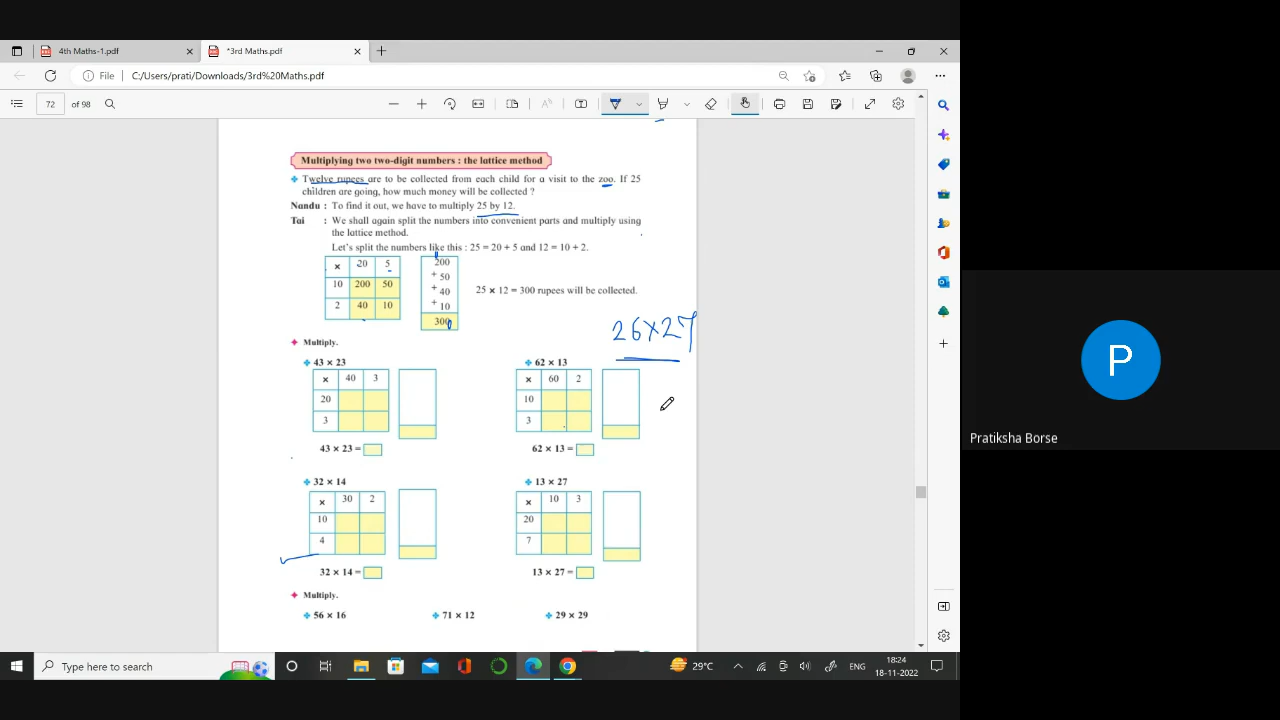 4th Maths-1.pdf
*3rd Maths.pdf
File
C:/Users/prati/Downloads/3rd%20Maths.pdf
72 of 98
Multiplying two two-digit numbers : the lattice method
Twelve rupees are to be collected from each child for a visit to the zoo. If 25
children are going, how much money will be collected ?
Nandu : To find it out, we have to multiply 25 by 12.
Tai : We shall again split the numbers into convenient parts and multiply using
the lattice method.
Let's split the numbers like this : 25 = 20 + 5 and 12 = 10 + 2.
× 20 5
10 200 50
2 40 10
200
+ 50
+ 40
+ 10
300
25 × 12 = 300 rupees will be collected.
26×27
Multiply.
43 × 23
× 40 3
20
3
43 × 23 =
62 × 13
× 60 2
10
3
62 × 13 =
32 × 14
× 30 2
10
4
32 × 14 =
13 × 27
× 10 3
20
7
13 × 27 =
Multiply.
56 × 16
71 × 12
29 × 29
P
Pratiksha Borse
Type here to search
29°C
ENG
18:24
18-11-2022